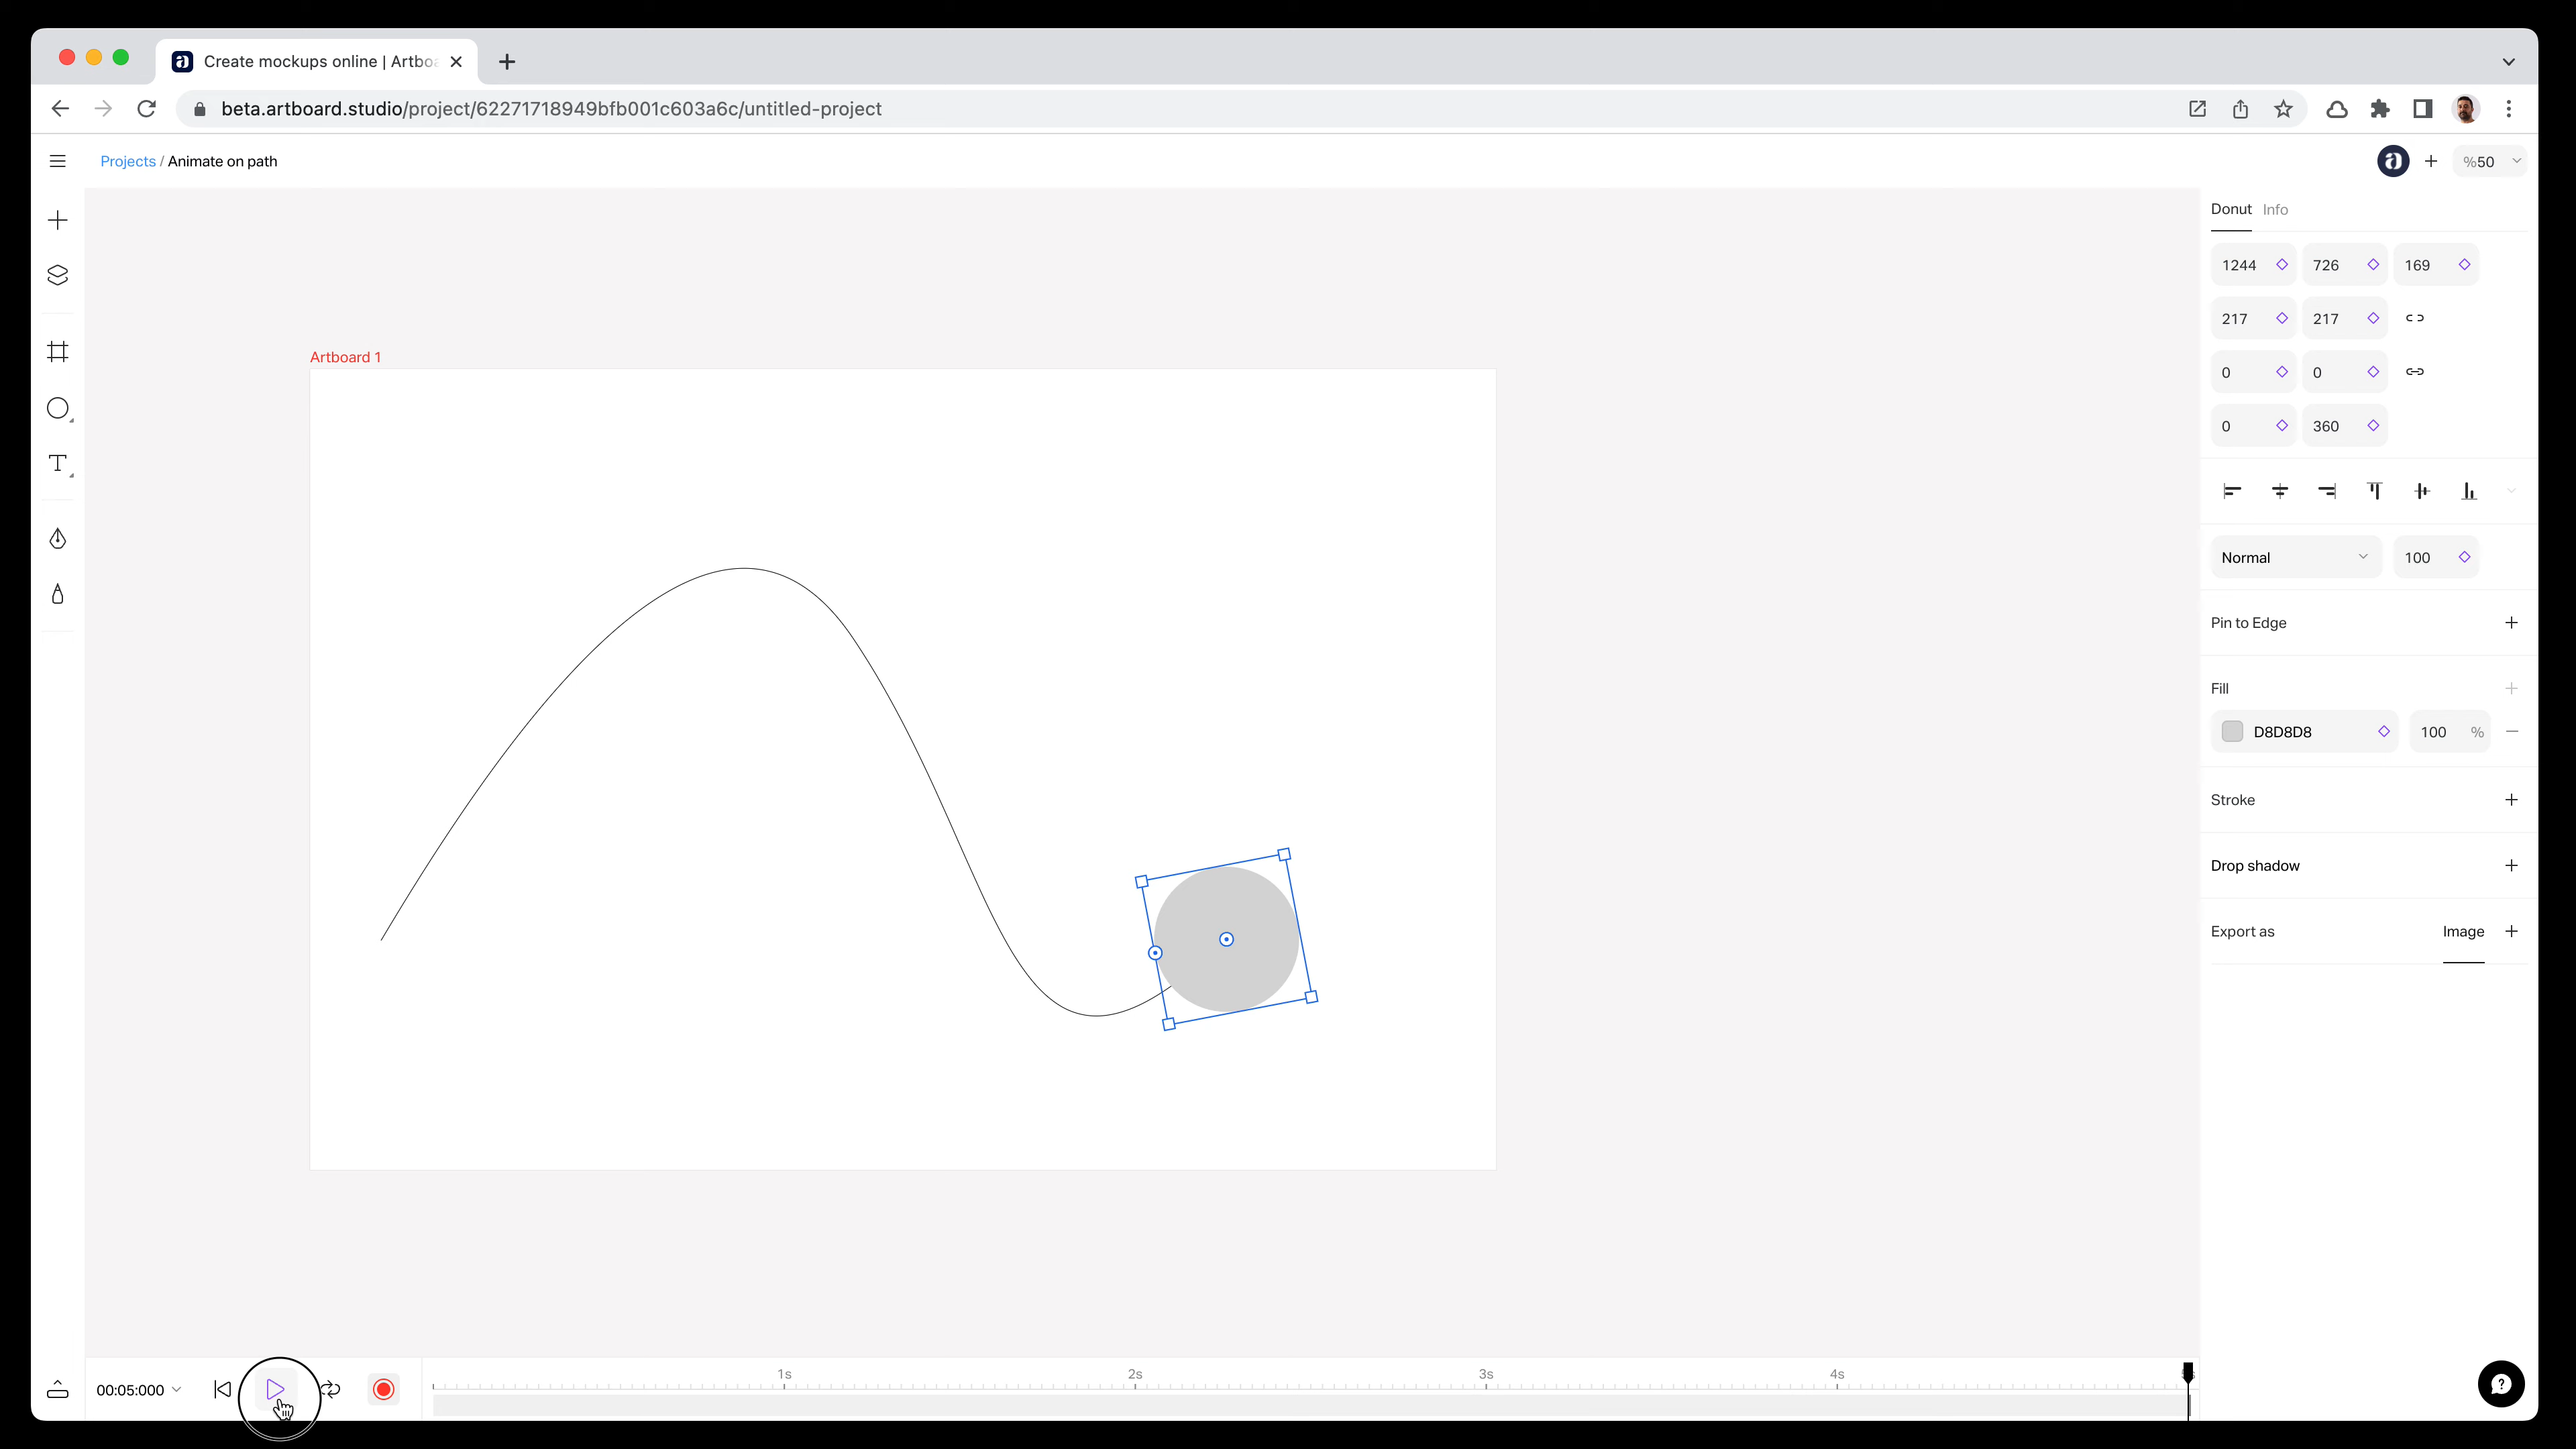 Create mockups online | Artboa
beta.artboard.studio/project/62271718949bfb001c603a6c/untitled-project
Projects / Animate on path
%50
Donut Info
1244 726 169
217 217
0 0
0 360
Normal 100
Pin to Edge
Fill
D8D8D8 100 %
Stroke
Drop shadow
Export as Image
Artboard 1
1s 2s 3s 4s
00:05:000